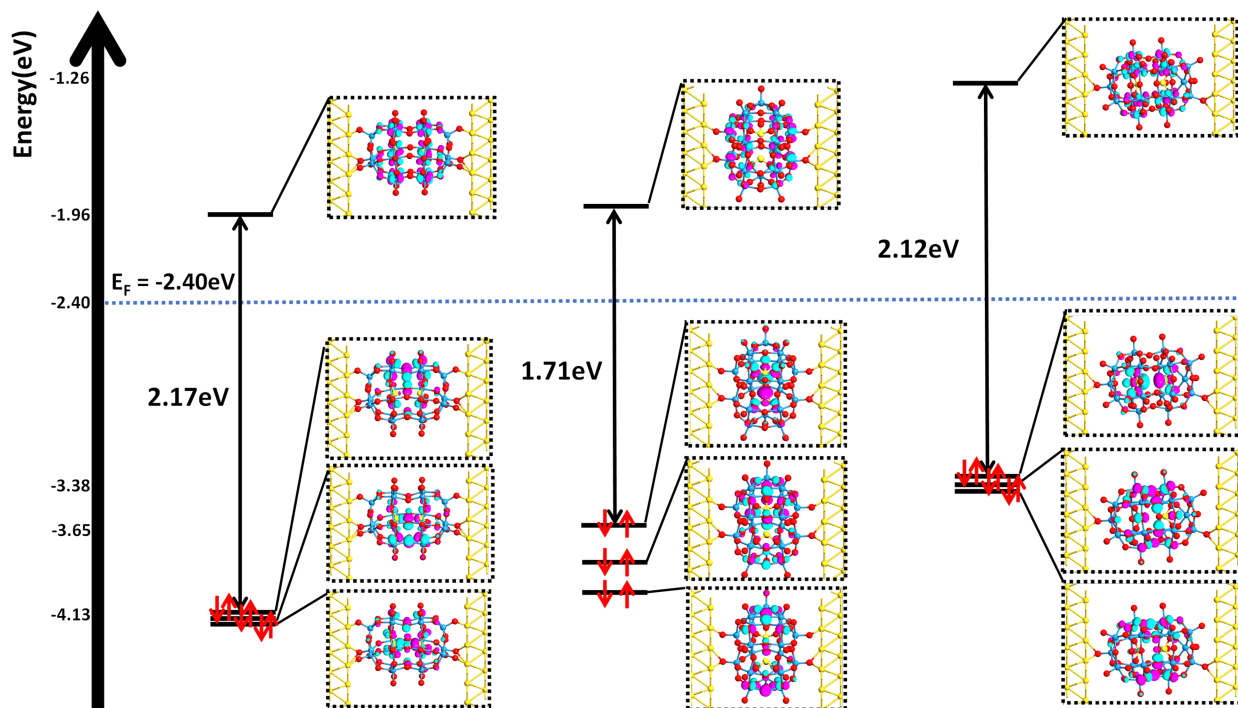 Energy(eV)
-1.26
-1.96
E_F = -2.40eV
-2.40
2.17eV
1.71eV
2.12eV
-3.38
-3.65
-4.13